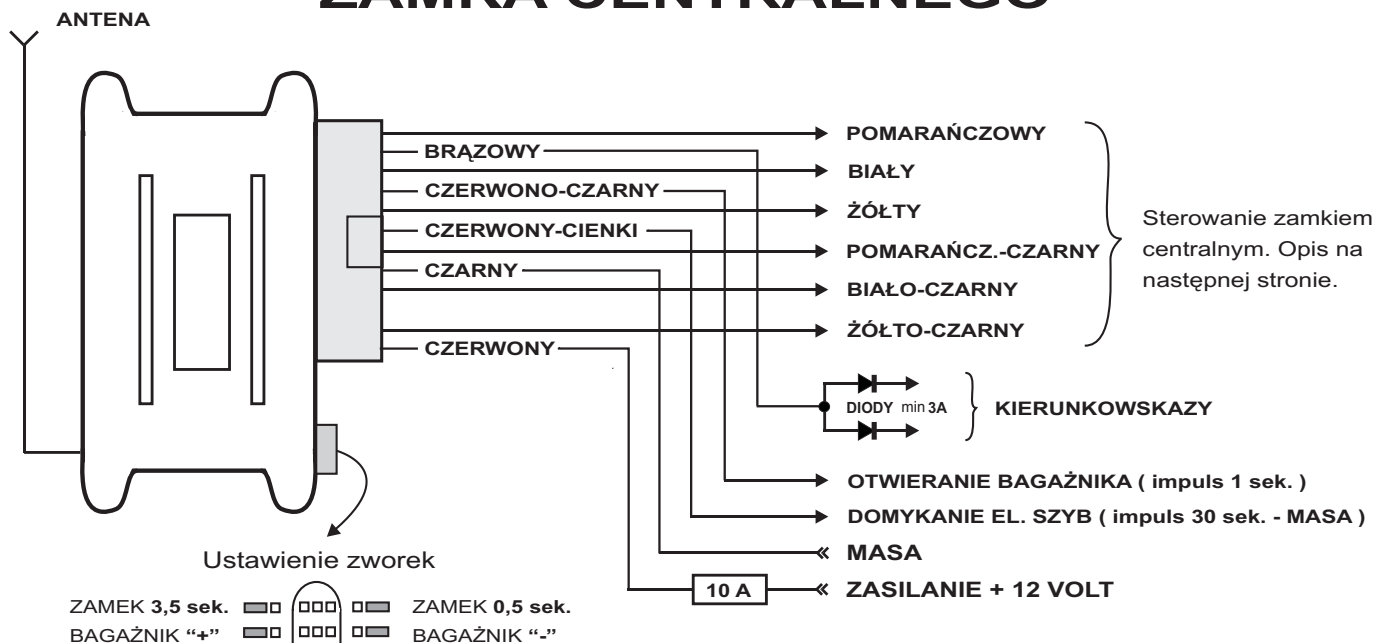 ZAMKA CENTRALNEGO
ANTENA
POMARAŃCZOWY
BRĄZOWY
BIAŁY
CZERWONO-CZARNY
ŻÓŁTY
CZERWONY-CIENKI
POMARAŃCZ.-CZARNY
CZARNY
BIAŁO-CZARNY
ŻÓŁTO-CZARNY
CZERWONY
Sterowanie zamkiem
centralnym. Opis na
następnej stronie.
DIODY min 3A
KIERUNKOWSKAZY
OTWIERANIE BAGAŻNIKA ( impuls 1 sek. )
DOMYKANIE EL. SZYB ( impuls 30 sek. - MASA )
MASA
10 A
ZASILANIE + 12 VOLT
Ustawienie zworek
ZAMEK 3,5 sek. ZAMEK 0,5 sek.
BAGAŻNIK “+” BAGAŻNIK “-”